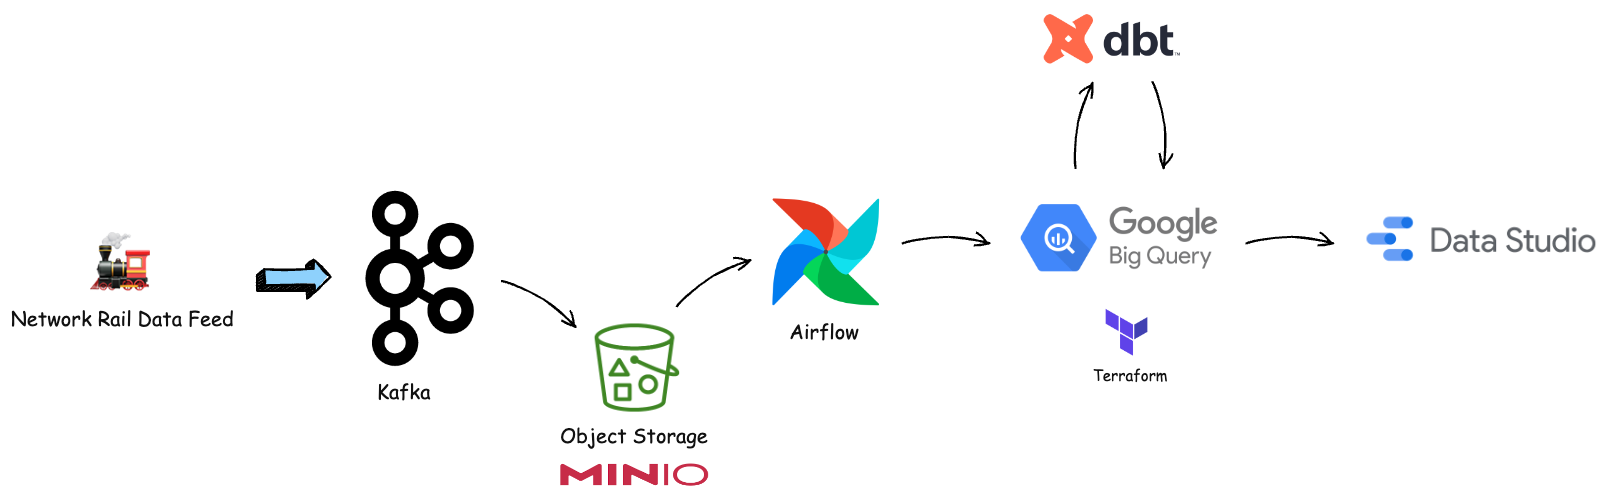 dbt
Network Rail Data Feed
Kafka
Object Storage
MINIO
Airflow
Google
Big Query
Terraform
Data Studio